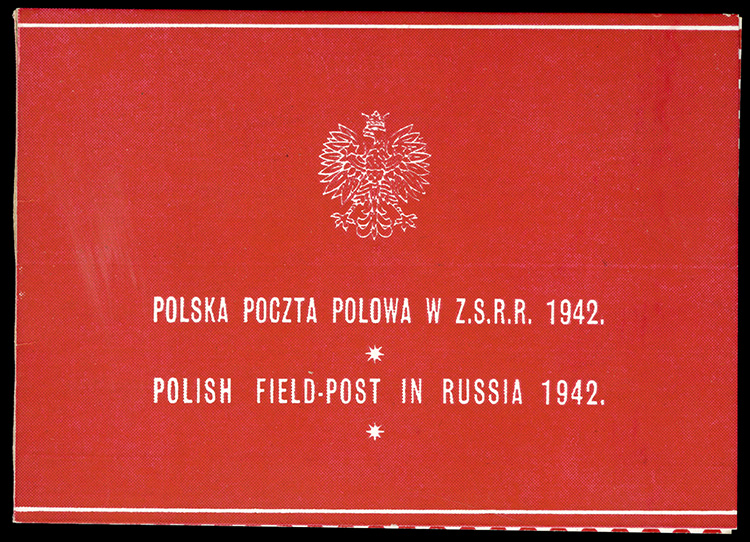 POLSKA POCZTA POLOWA W Z.S.R.R. 1942.
POLISH FIELD-POST IN RUSSIA 1942.